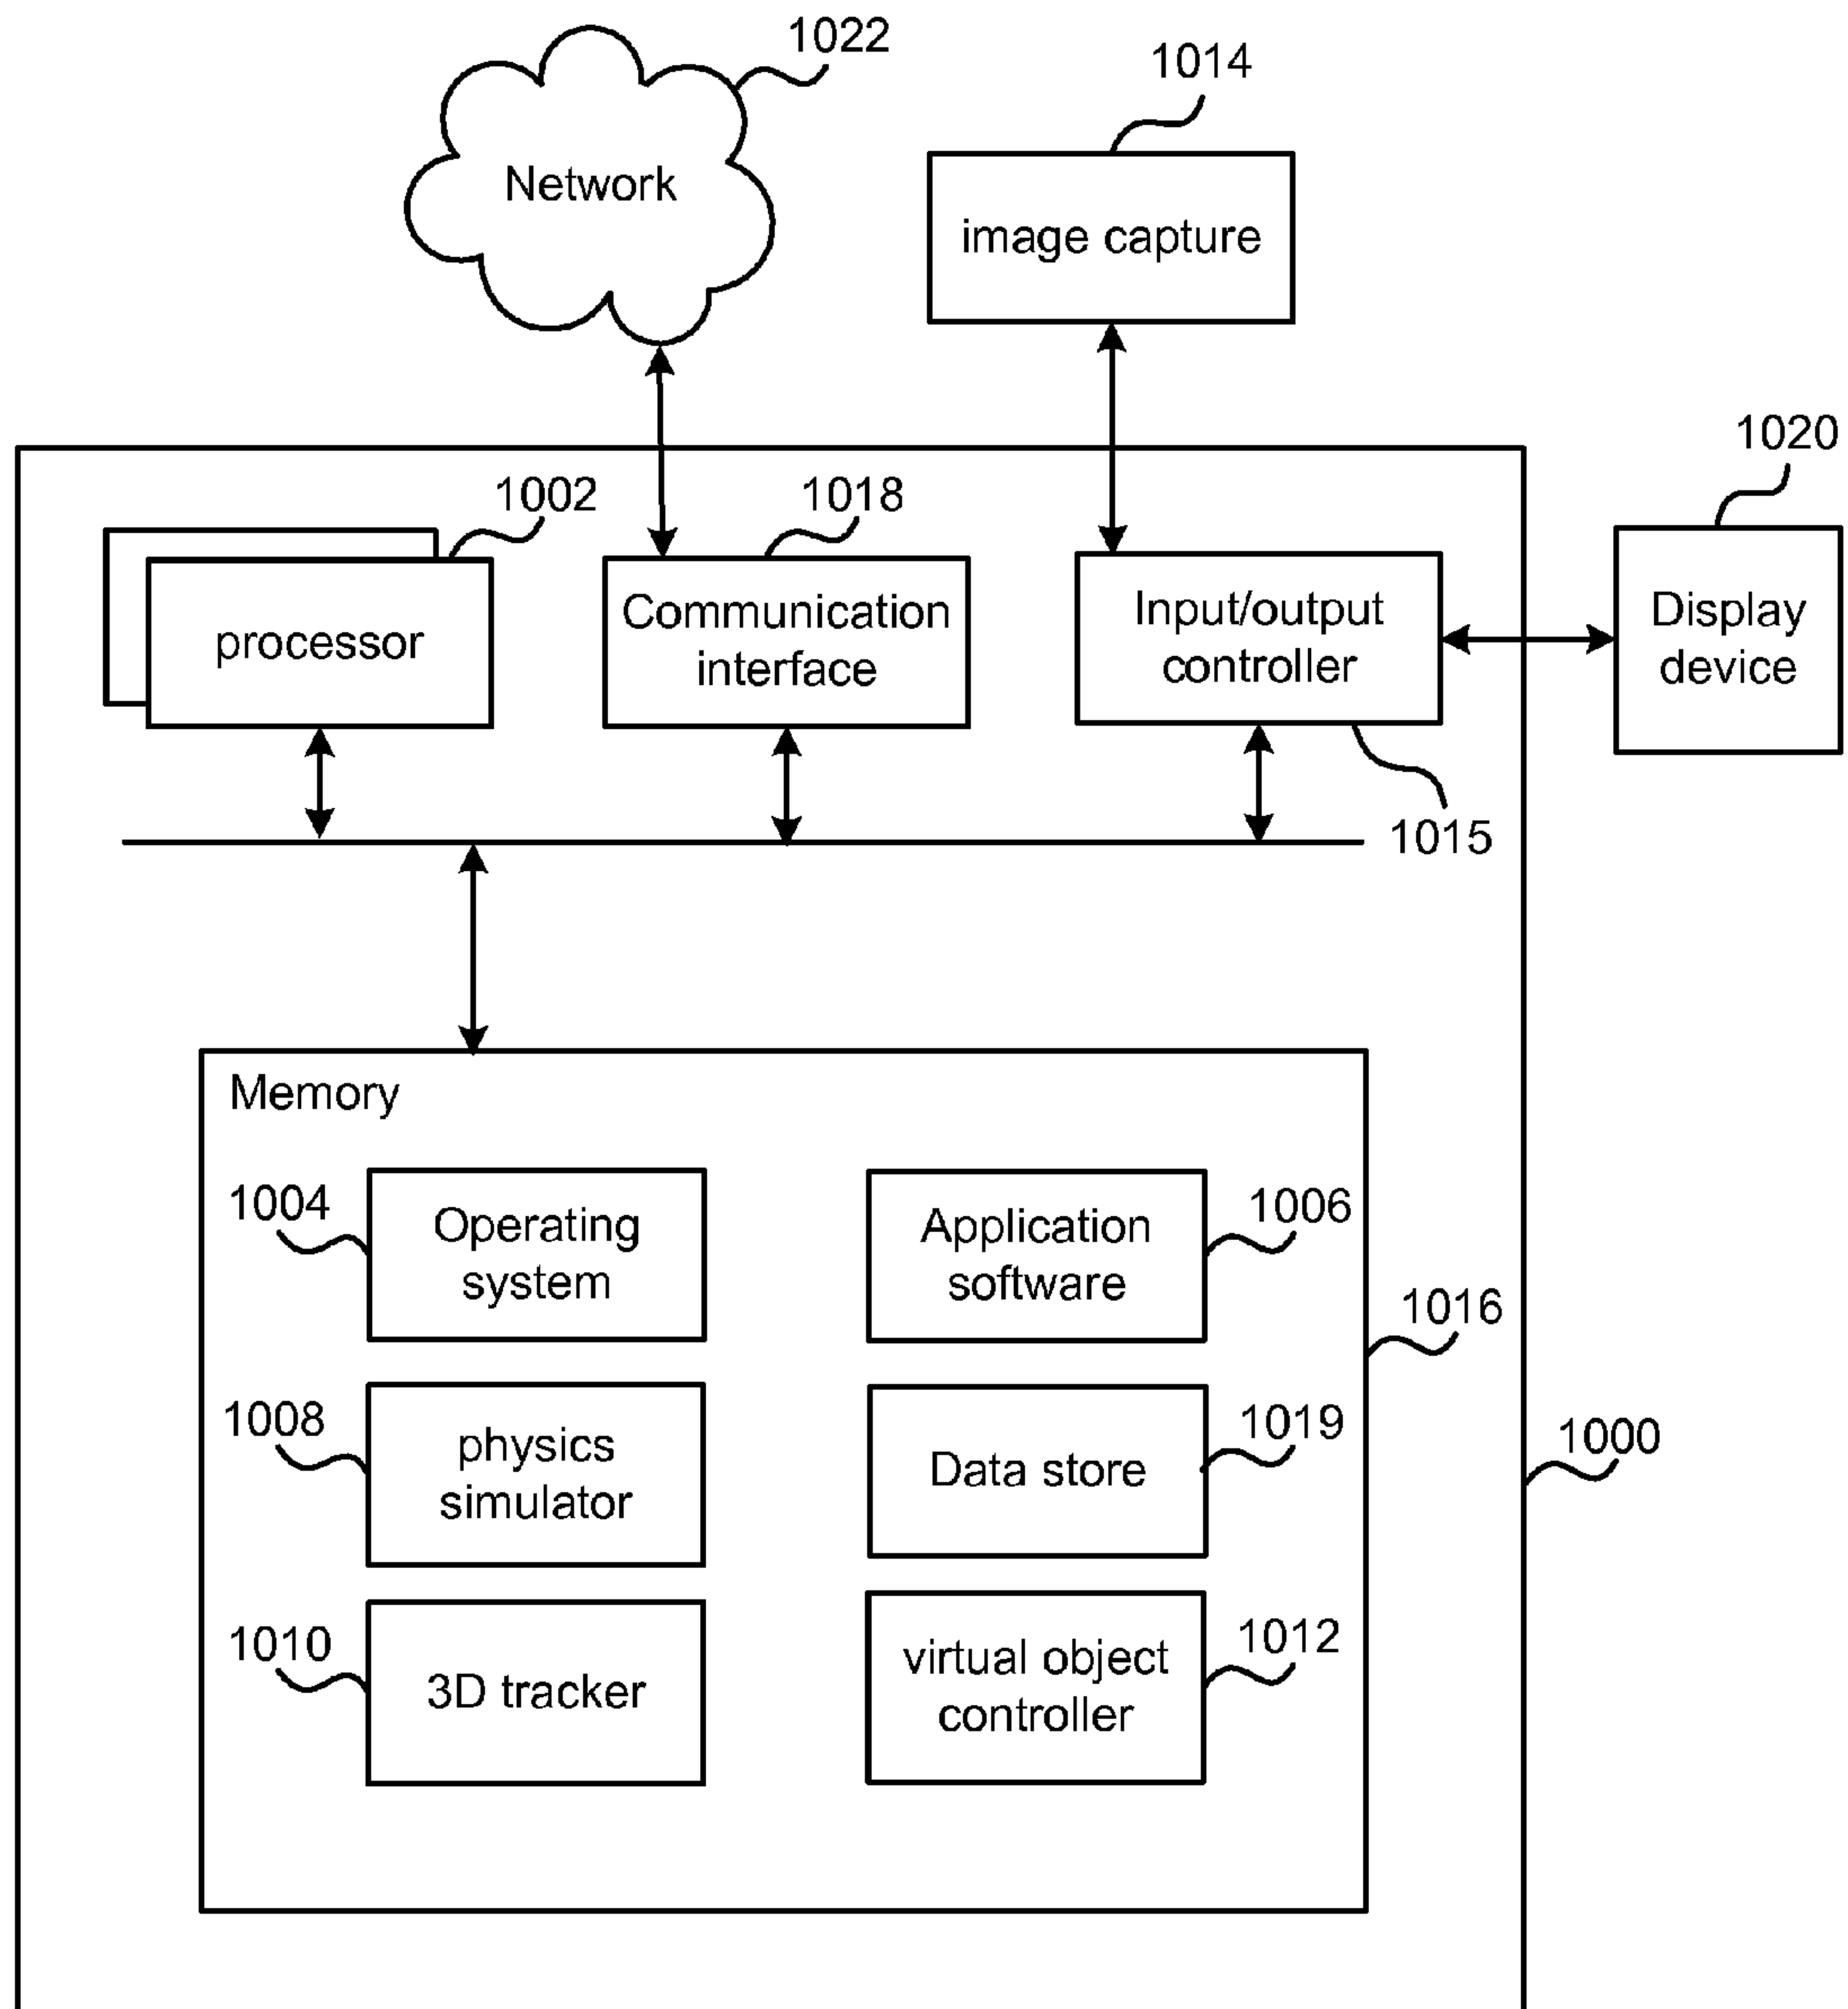 1022
1014
Network
image capture
1020
1002
1018
processor
Communication
interface
Input/output
controller
Display
device
1015
Memory
1004
Operating
system
Application
software
1006
1016
1008
physics
simulator
Data store
1019
1000
1010
3D tracker
virtual object
controller
1012